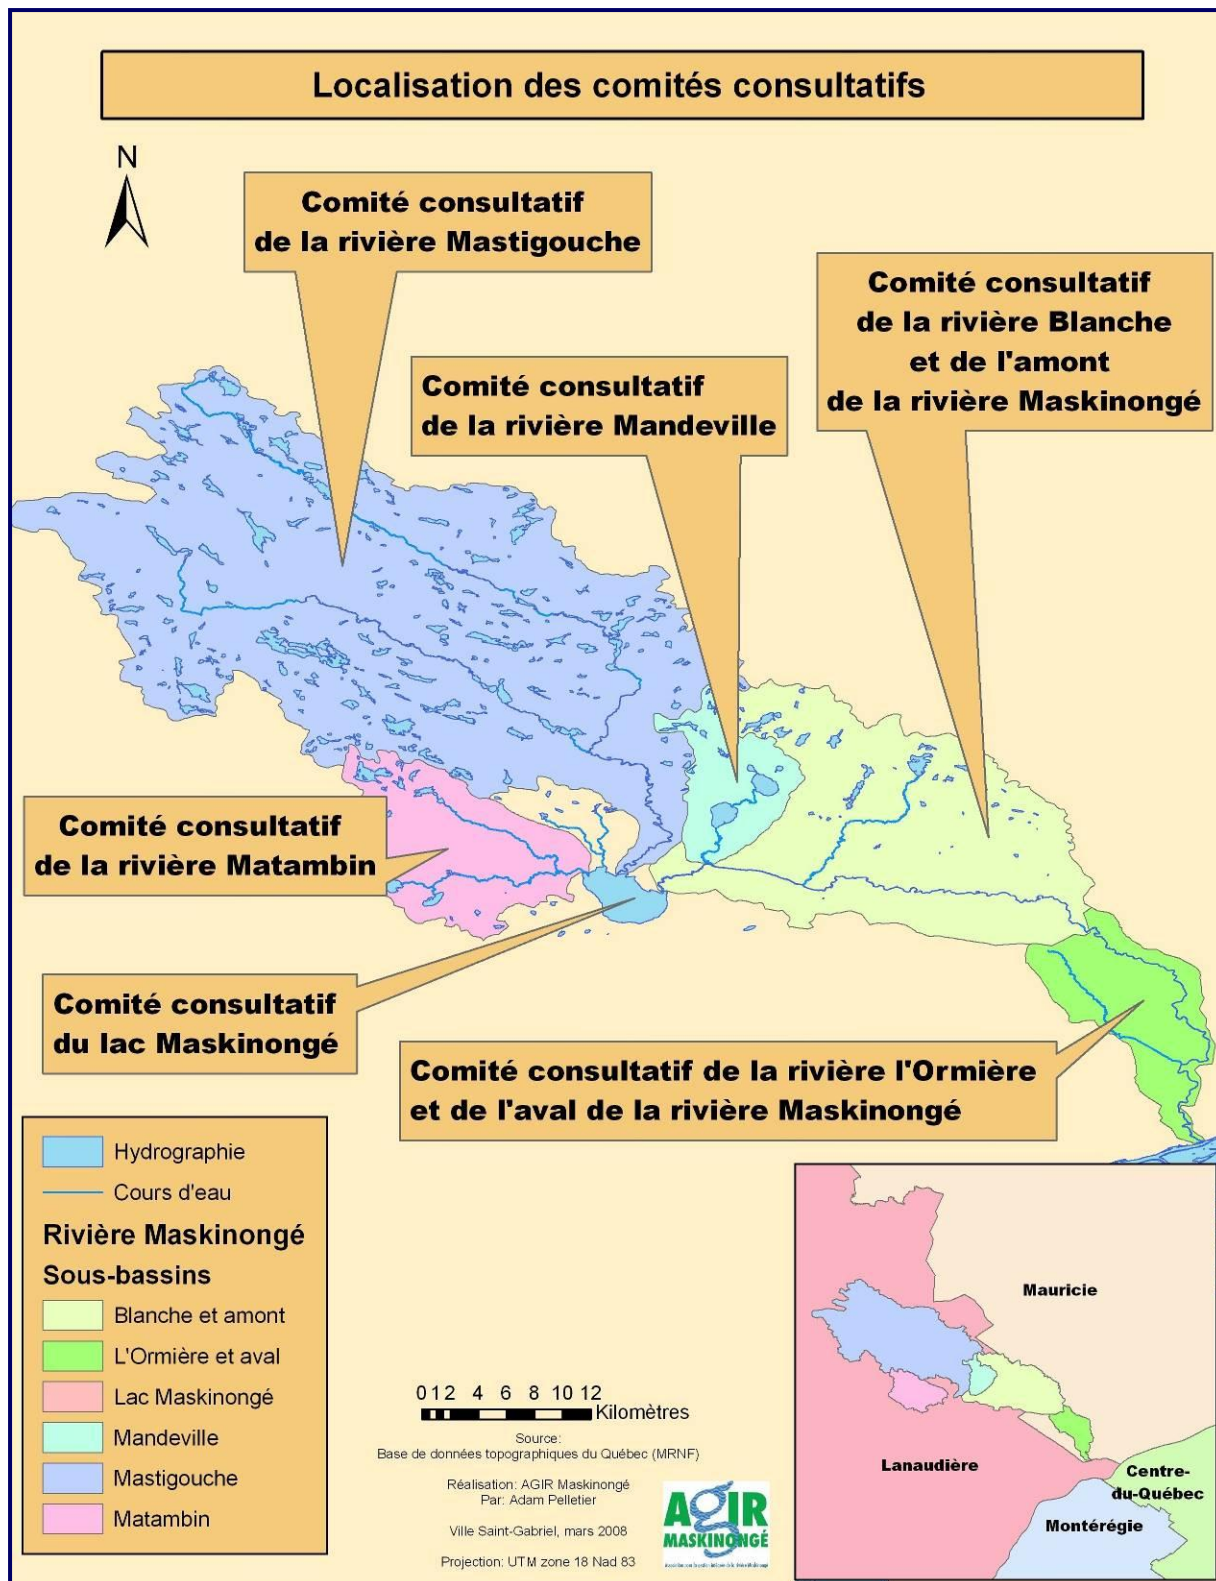 Localisation des comités consultatifs
N
Comité consultatif
de la rivière Mastigouche
Comité consultatif
de la rivière Blanche
et de l'amont
de la rivière Maskinongé
Comité consultatif
de la rivière Mandeville
Comité consultatif
de la rivière Matambin
Comité consultatif
du lac Maskinongé
Comité consultatif de la rivière l'Ormière
et de l'aval de la rivière Maskinongé
Hydrographie
Cours d'eau
Rivière Maskinongé
Sous-bassins
Blanche et amont
L'Ormière et aval
Lac Maskinongé
Mandeville
Mastigouche
Matambin
0 1 2 4 6 8 10 12
Kilomètres
Source:
Base de données topographiques du Québec (MRNF)
Réalisation: AGIR Maskinongé
Par: Adam Pelletier
Ville Saint-Gabriel, mars 2008
Projection: UTM zone 18 Nad 83
AGIR
MASKINONGÉ
Mauricie
Lanaudière
Centre-
du-Québec
Montérégie